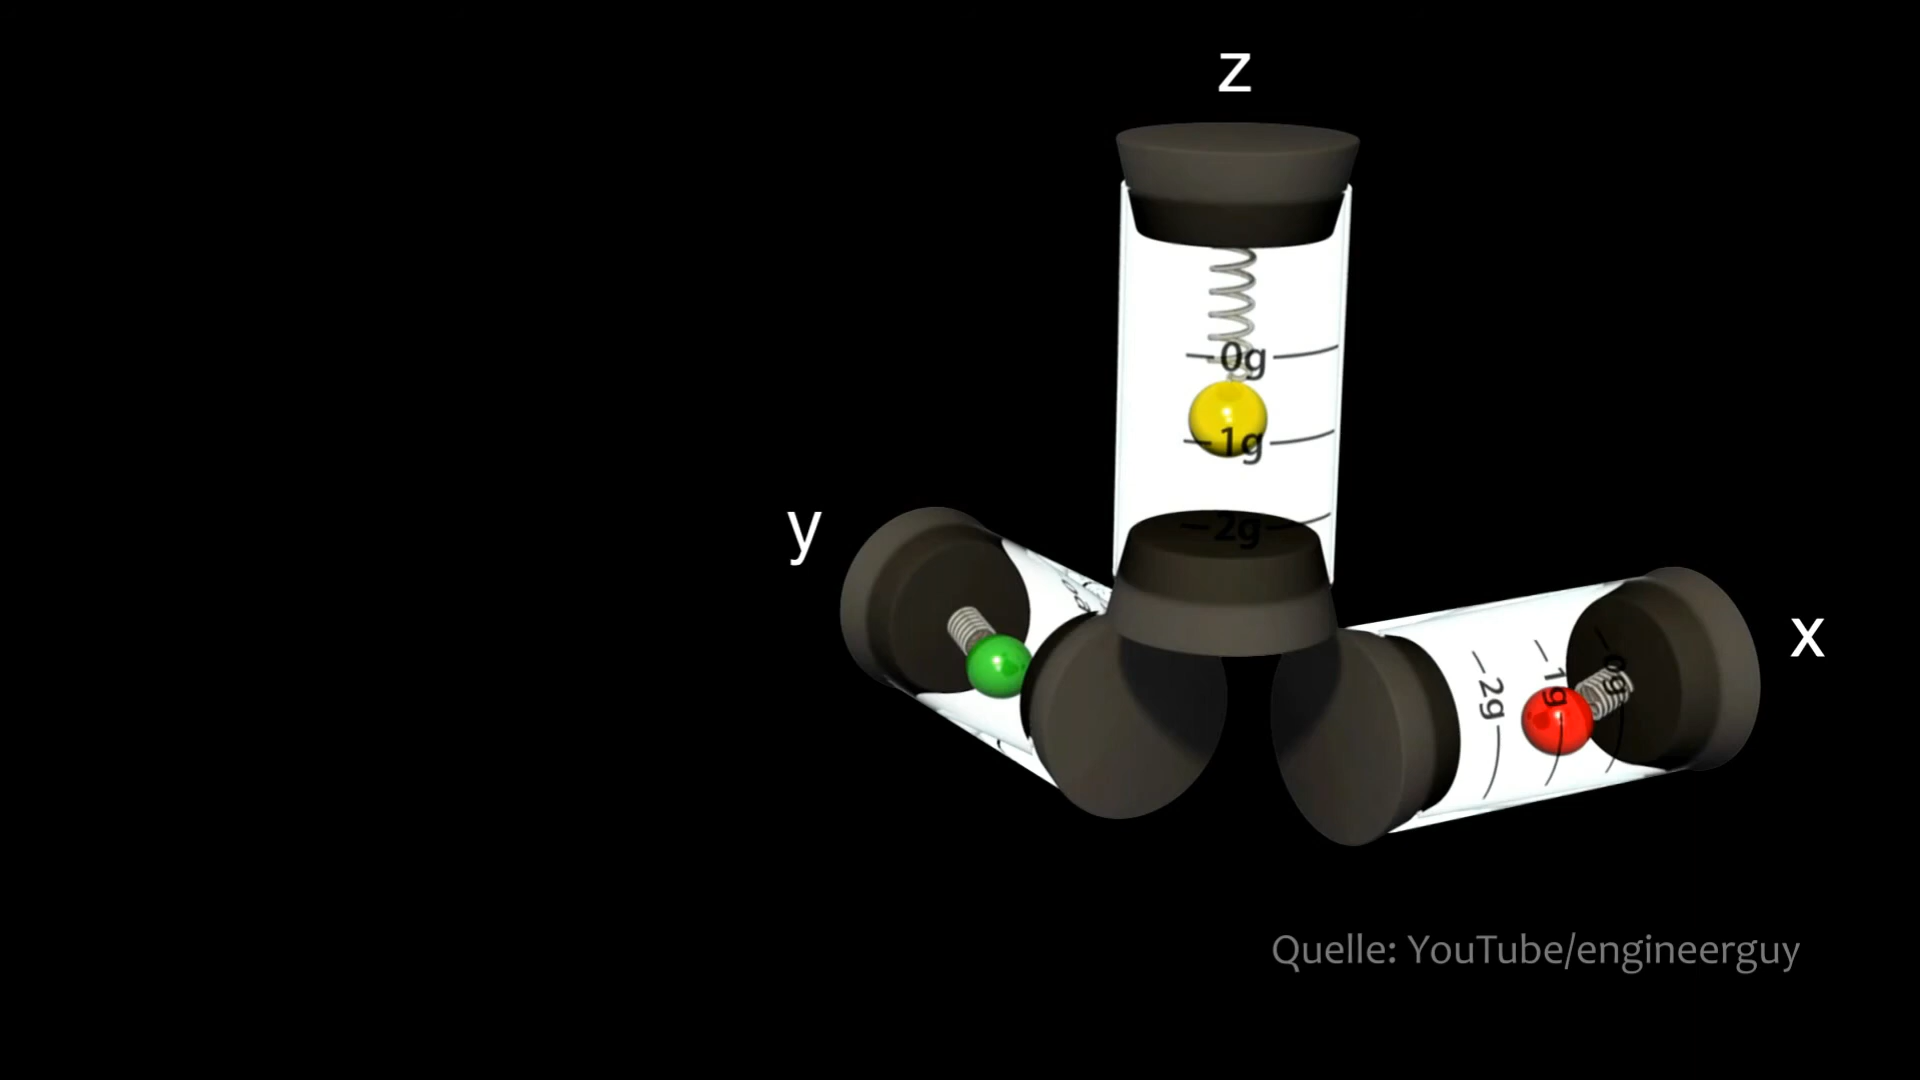 z
–0g
–1g
–2g
y
x
–2g
–1g
–0g
Quelle: YouTube/engineerguy